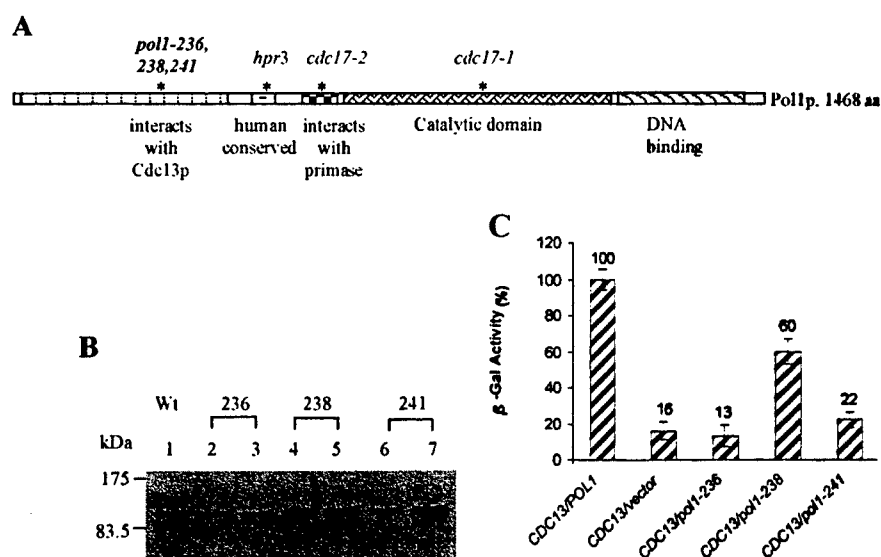 A
pol1-236,
238,241
hpr3
cdc17-2
cdc17-1
*
*
*
*
Pol1p, 1468 aa
interacts
with
Cdc13p
human
conserved
interacts
with
primase
Catalytic domain
DNA
binding
B
Wt
236
238
241
kDa
1
2
3
4
5
6
7
175
83.5
C
β-Gal Activity (%)
120
100
80
60
40
20
0
100
16
13
60
22
CDC13/POL1
CDC13/vector
CDC13/pol1-236
CDC13/pol1-238
CDC13/pol1-241